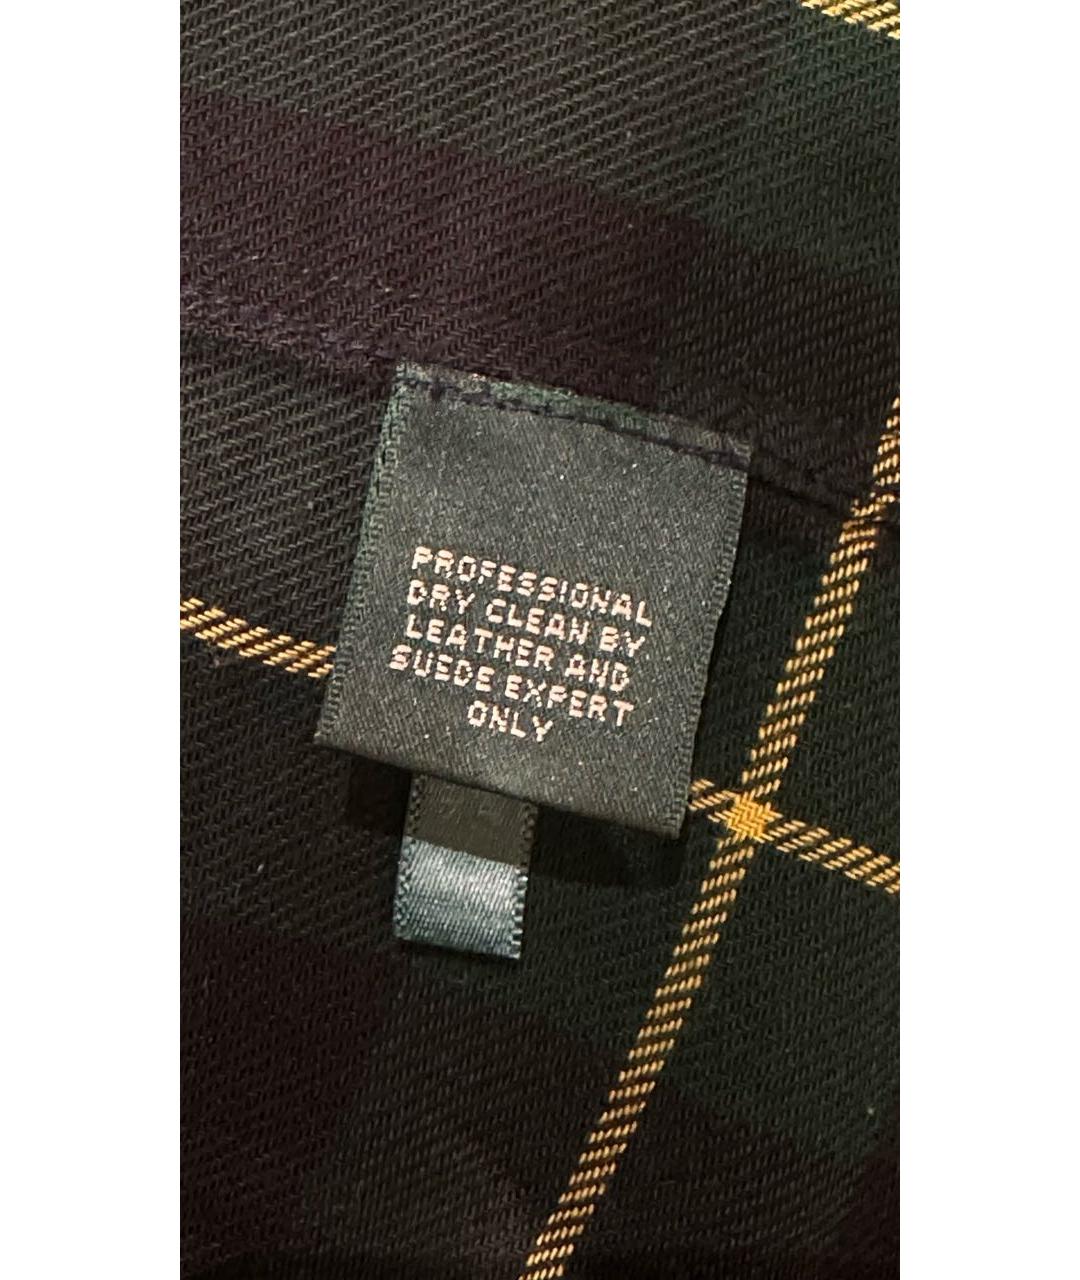 PROFESSIONAL
DRY CLEAN BY
LEATHER AND
SUEDE EXPERT
ONLY